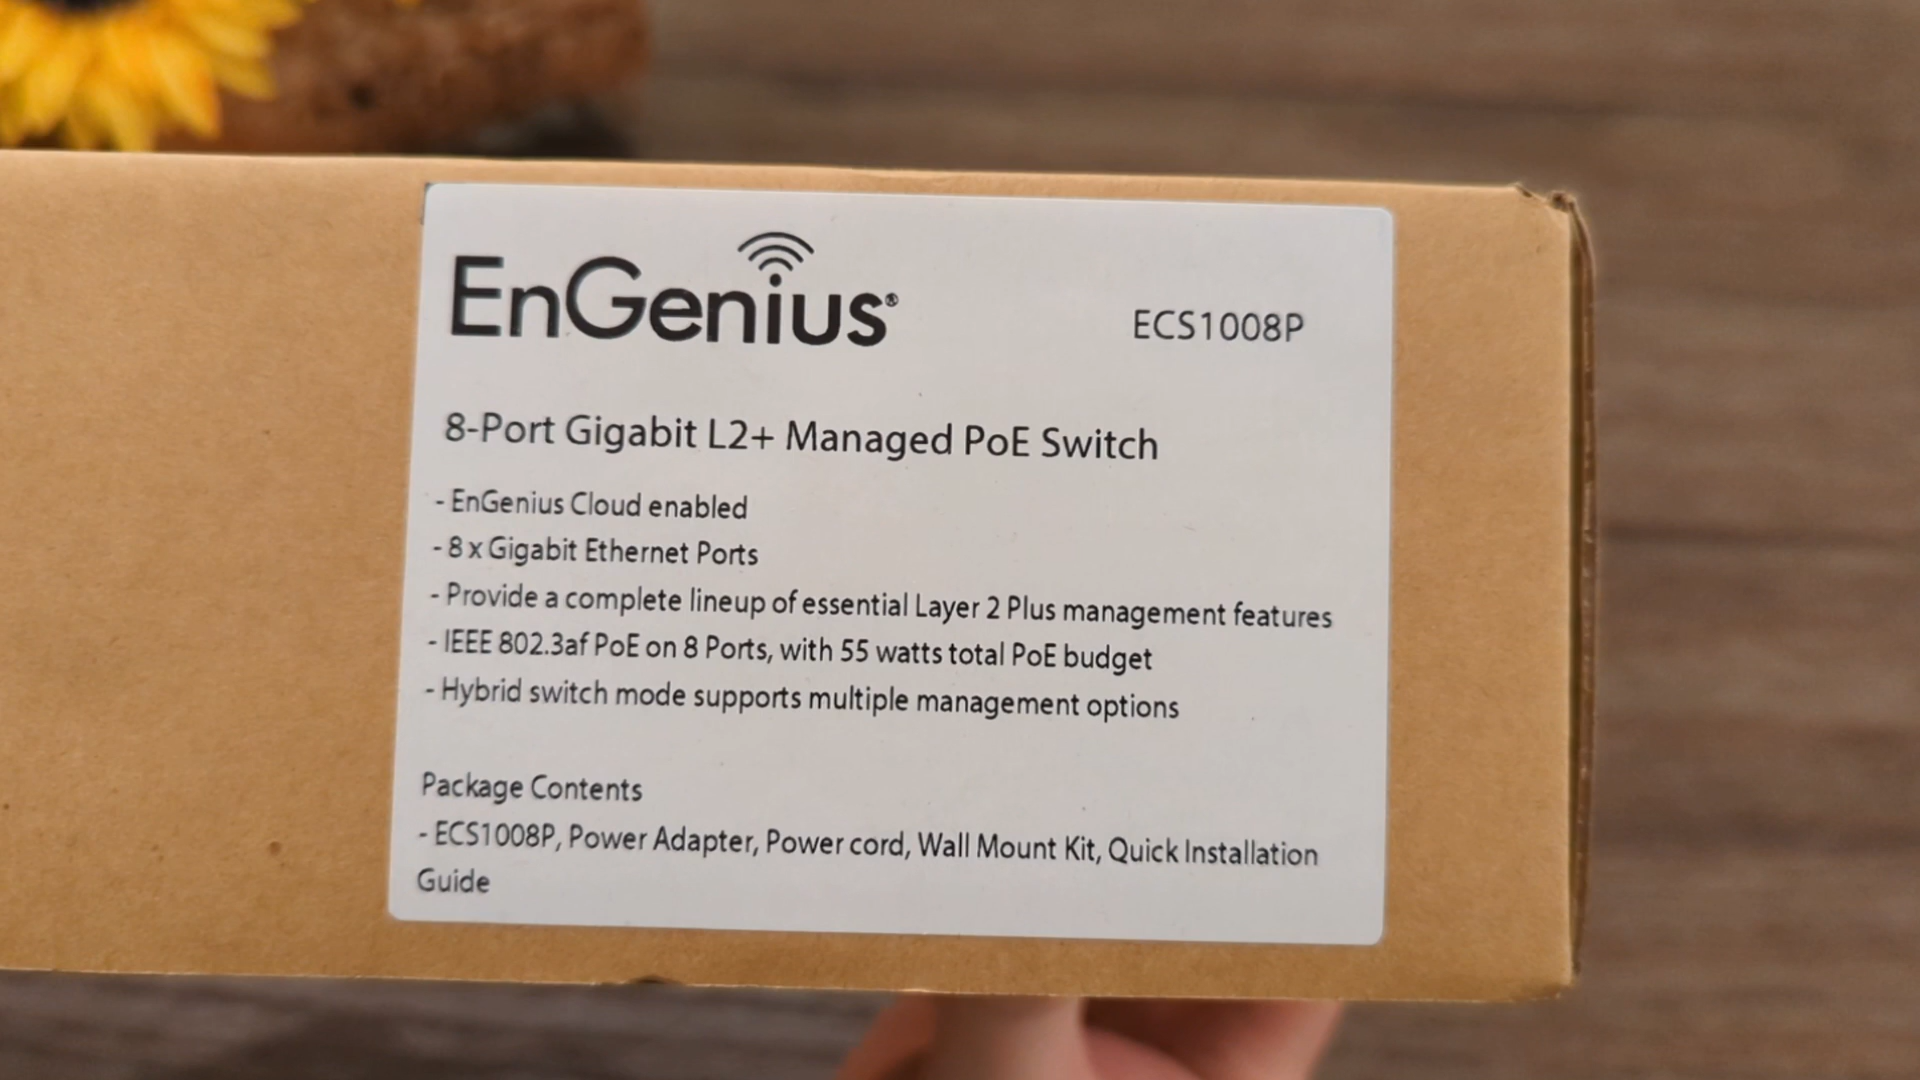 EnGenius®
ECS1008P
8-Port Gigabit L2+ Managed PoE Switch
- EnGenius Cloud enabled
- 8 x Gigabit Ethernet Ports
- Provide a complete lineup of essential Layer 2 Plus management features
- IEEE 802.3af PoE on 8 Ports, with 55 watts total PoE budget
- Hybrid switch mode supports multiple management options
Package Contents
- ECS1008P, Power Adapter, Power cord, Wall Mount Kit, Quick Installation
Guide